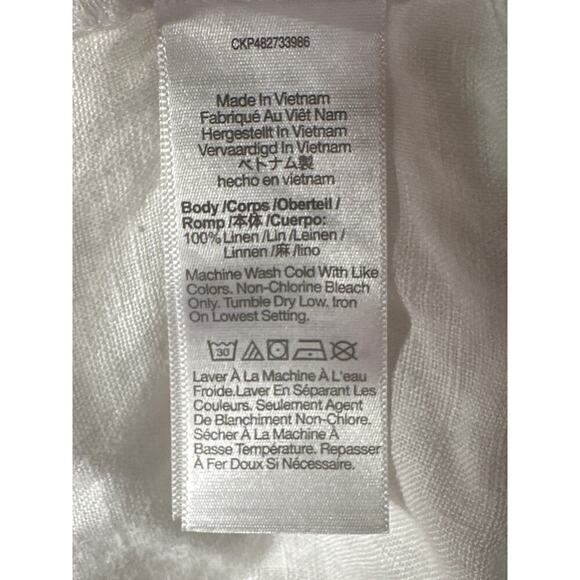 CKP482733986
Made In Vietnam
Fabriqué Au Viêt Nam
Hergestellt In Vietnam
Vervaardigd In Vietnam
ベトナム製
hecho en vietnam
Body /Corps /Oberteil /
Romp /本体 /Cuerpo:
100% Linen /Lin /Leinen /
Linnen /麻 /lino
Machine Wash Cold With Like
Colors. Non-Chlorine Bleach
Only. Tumble Dry Low. Iron
On Lowest Setting.
30
Laver À La Machine À L'eau
Froide.Laver En Séparant Les
Couleurs. Seulement Agent
De Blanchiment Non-Chlore.
Sécher À La Machine À
Basse Température. Repasser
À Fer Doux Si Nécessaire.